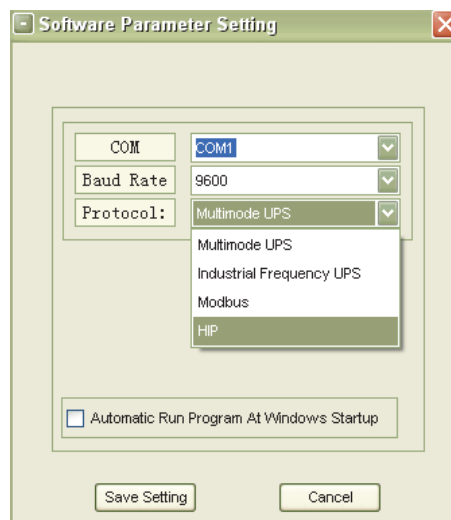 Software Parameter Setting
COM COM1
Baud Rate 9600
Protocol: Multimode UPS
Multimode UPS
Industrial Frequency UPS
Modbus
HIP
Automatic Run Program At Windows Startup
Save Setting Cancel